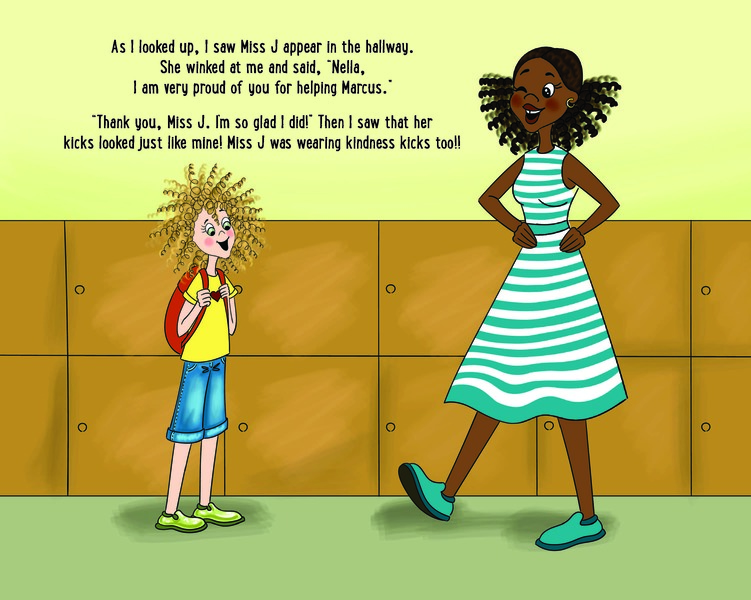 As I looked up, I saw Miss J appear in the hallway.
She winked at me and said, "Nella,
I am very proud of you for helping Marcus."
"Thank you, Miss J. I'm so glad I did!" Then I saw that her
kicks looked just like mine! Miss J was wearing kindness kicks too!!